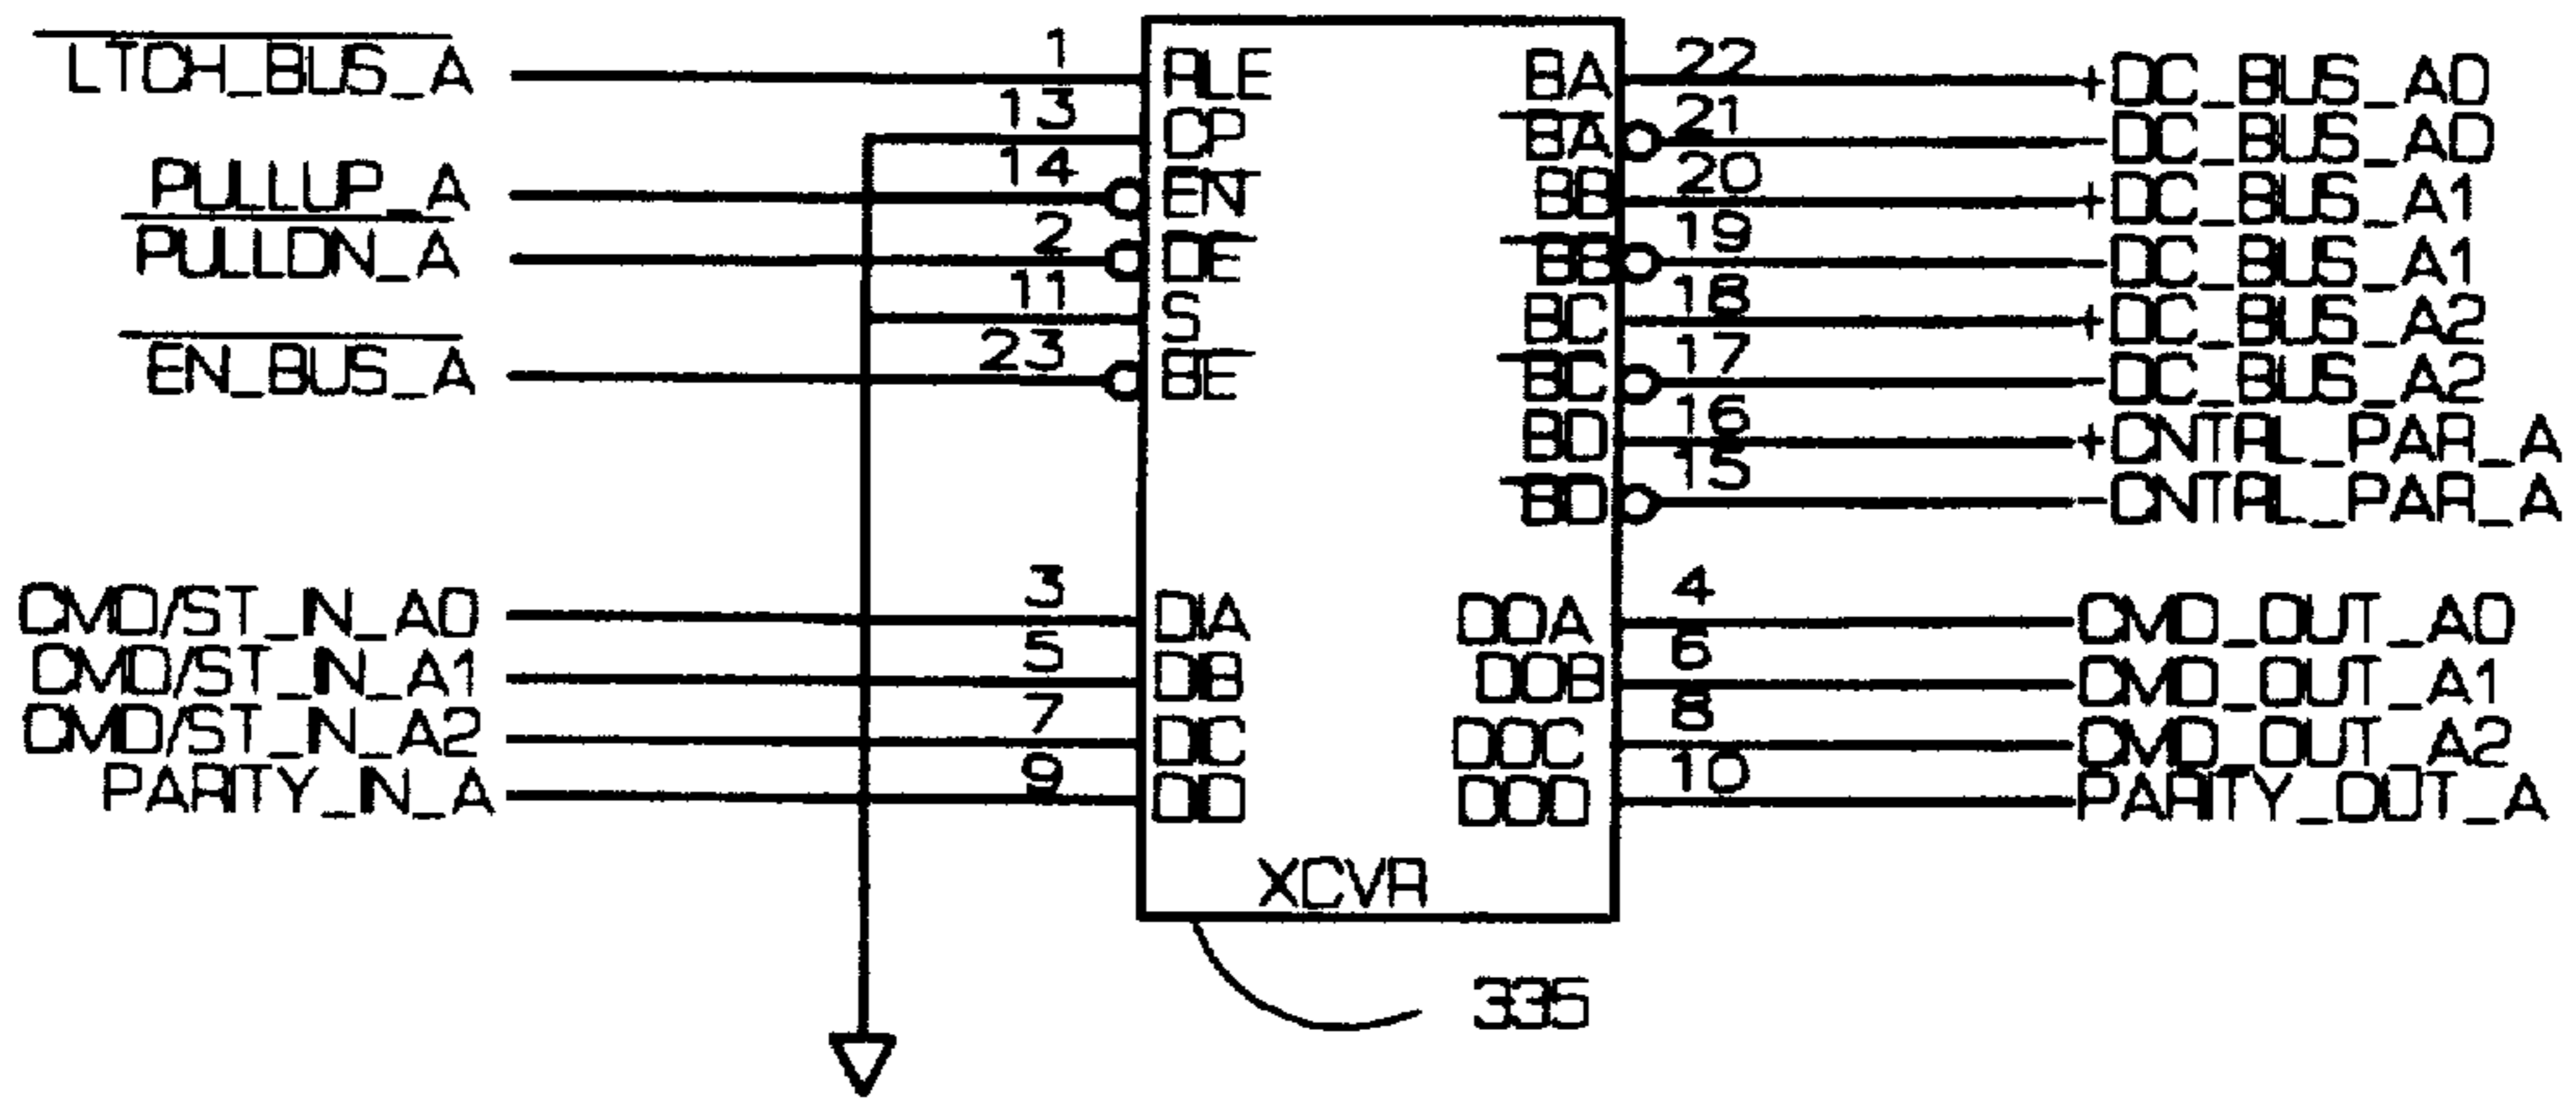 LTCH_BUS_A 1 RLE BA 22 +DC_BUS_A0
13 CP BA 21 -DC_BUS_A0
PULLUP_A 14 EN BB 20 +DC_BUS_A1
PULLDN_A 2 DE BB 19 -DC_BUS_A1
11 S BC 18 +DC_BUS_A2
EN_BUS_A 23 BE BC 17 -DC_BUS_A2
BD 16 +CNTRL_PAR_A
BD 15 -CNTRL_PAR_A
CMD/ST_IN_A0 3 DIA DOA 4 CMD_OUT_A0
CMD/ST_IN_A1 5 DIB DOB 6 CMD_OUT_A1
CMD/ST_IN_A2 7 DIC DOC 8 CMD_OUT_A2
PARITY_IN_A 9 DID DOD 10 PARITY_OUT_A
XCVR
335